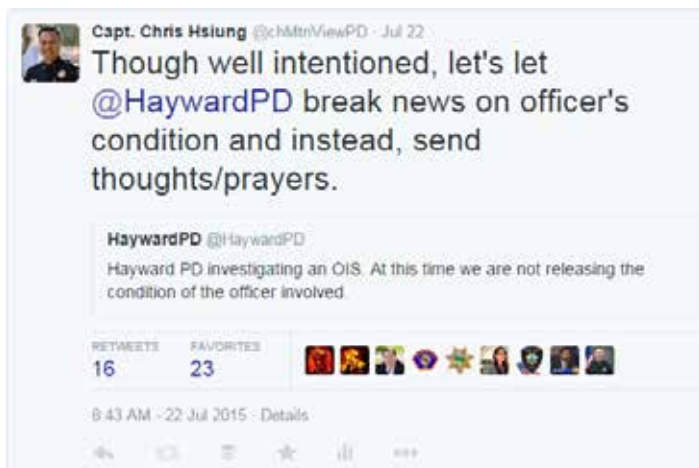 Capt. Chris Hsiung @chMtnViewPD · Jul 22
Though well intentioned, let's let
@HaywardPD break news on officer's
condition and instead, send
thoughts/prayers.
HaywardPD @HaywardPD
Hayward PD investigating an OIS. At this time we are not releasing the
condition of the officer involved.
RETWEETS FAVORITES
16 23
8:43 AM - 22 Jul 2015 · Details